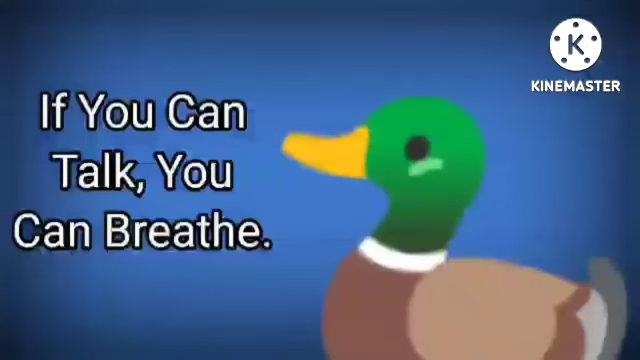 If You Can
Talk, You
Can Breathe.
K
KINEMASTER